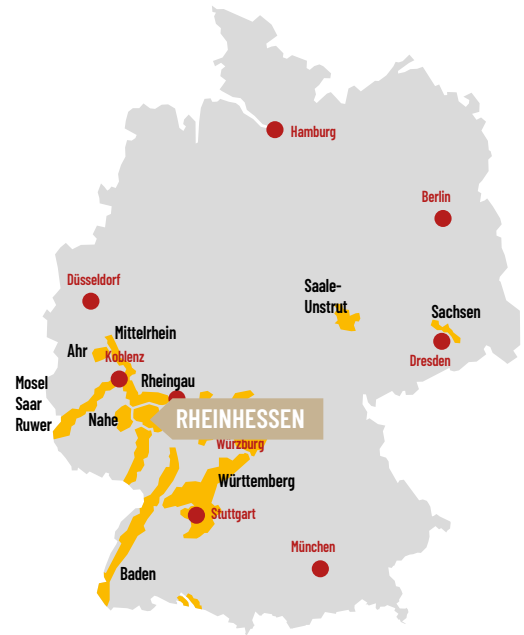 Hamburg
Berlin
Düsseldorf
Saale-
Unstrut
Sachsen
Mittelrhein
Ahr
Koblenz
Dresden
Mosel
Saar
Ruwer
Rheingau
Nahe
RHEINHESSEN
Würzburg
Württemberg
Stuttgart
München
Baden